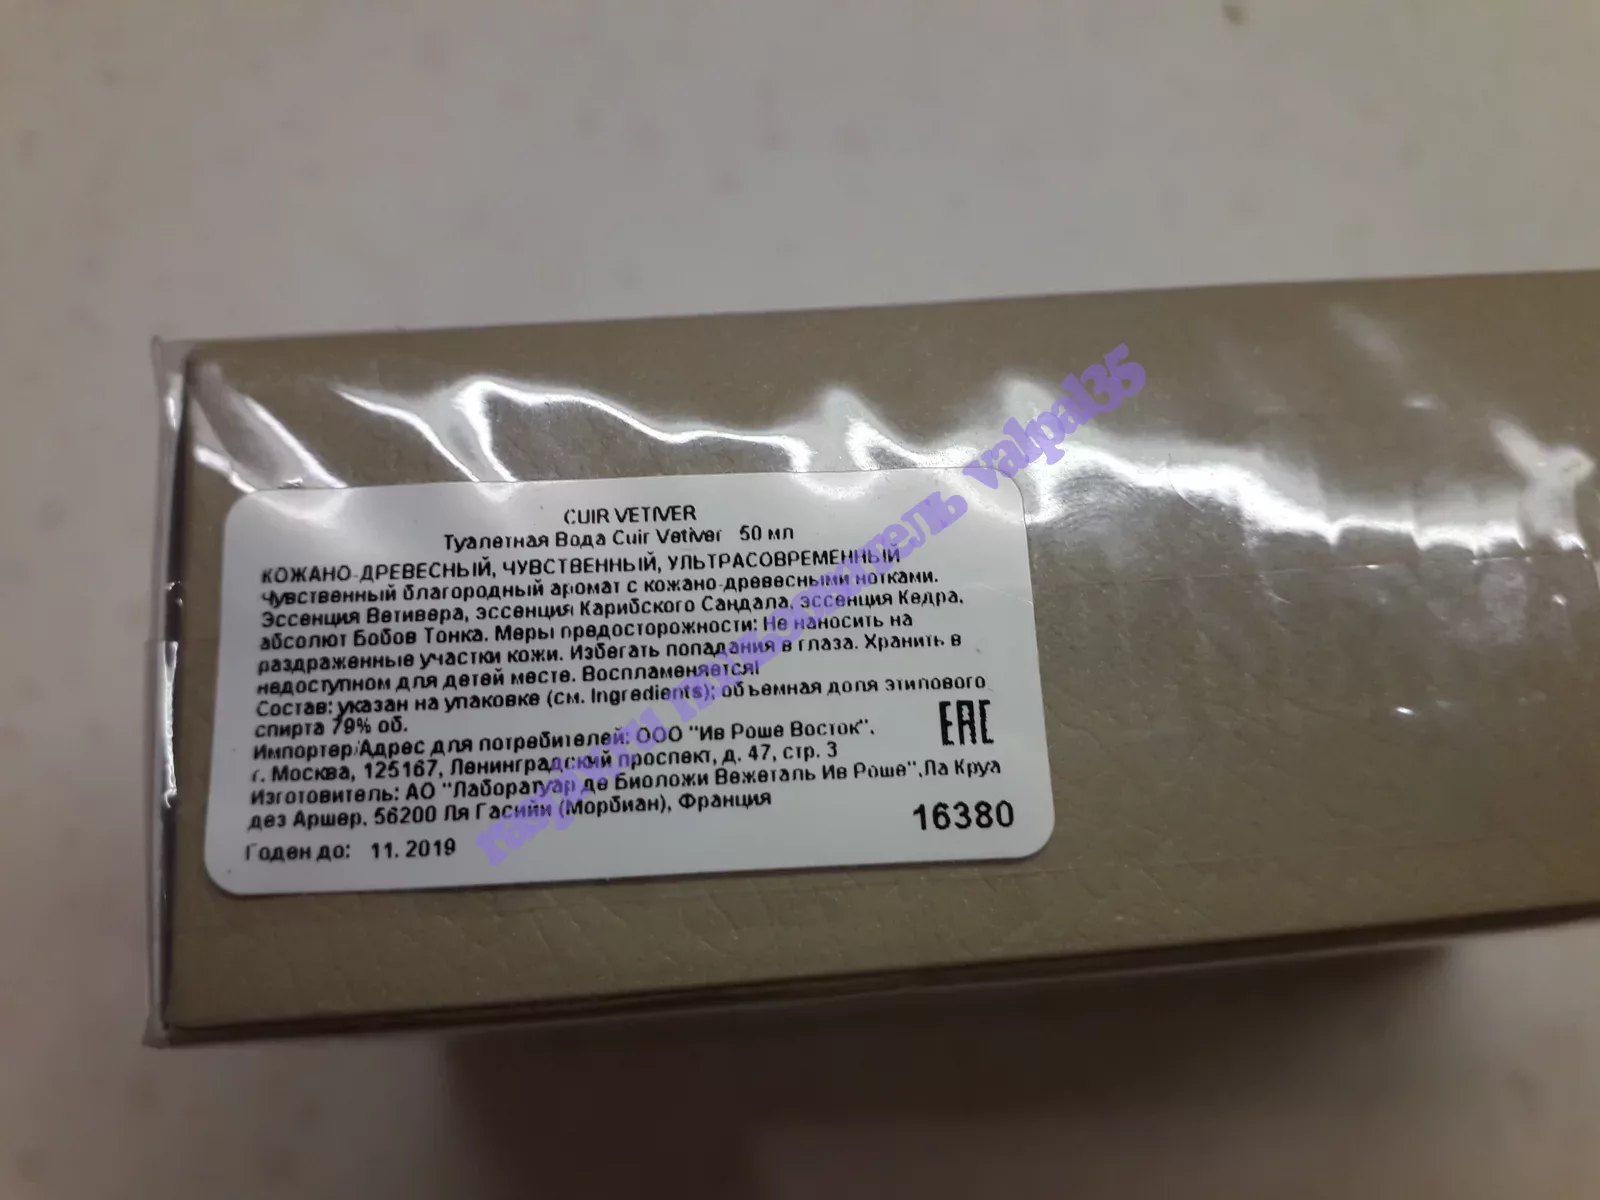 CUIR VETIVER
Туалетная Вода Cuir Vetiver 50 мл
КОЖАНО-ДРЕВЕСНЫЙ, ЧУВСТВЕННЫЙ, УЛЬТРАСОВРЕМЕННЫЙ
Чувственный благородный аромат с кожано-древесными нотками.
Эссенция Ветивера, эссенция Карибского Сандала, эссенция Кедра,
абсолют Бобов Тонка. Меры предосторожности: Не наносить на
раздраженные участки кожи. Избегать попадания в глаза. Хранить в
недоступном для детей месте. Воспламеняется!
Состав: указан на упаковке (см. Ingredients); объемная доля этилового
спирта 79% об.
Импортер/Адрес для потребителей: ООО "Ив Роше Восток",
г. Москва, 125167, Ленинградский проспект, д. 47, стр. 3
Изготовитель: АО "Лаборатуар де Биоложи Вежеталь Ив Роше",Ла Круа
дез Аршер, 56200 Ля Гасийи (Морбиан), Франция
EAC
16380
Годен до: 11. 2019
пользователь valpal35